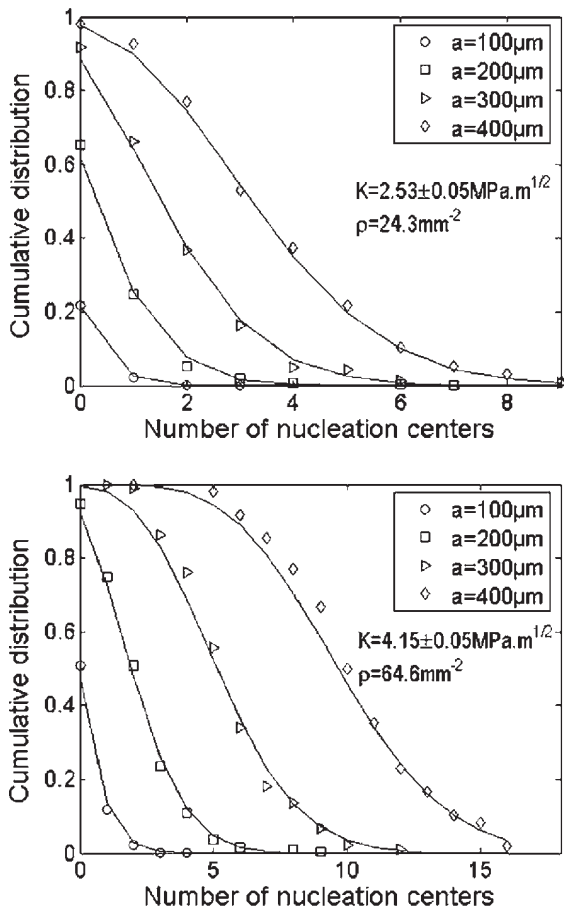 1
0.8
0.6
0.4
0.2
0
Cumulative distribution
0 2 4 6 8
Number of nucleation centers
a=100µm
a=200µm
a=300µm
a=400µm
K=2.53±0.05MPa.m1/2
ρ=24.3mm-2
1
0.8
0.6
0.4
0.2
0
Cumulative distribution
0 5 10 15
Number of nucleation centers
a=100µm
a=200µm
a=300µm
a=400µm
K=4.15±0.05MPa.m1/2
ρ=64.6mm-2